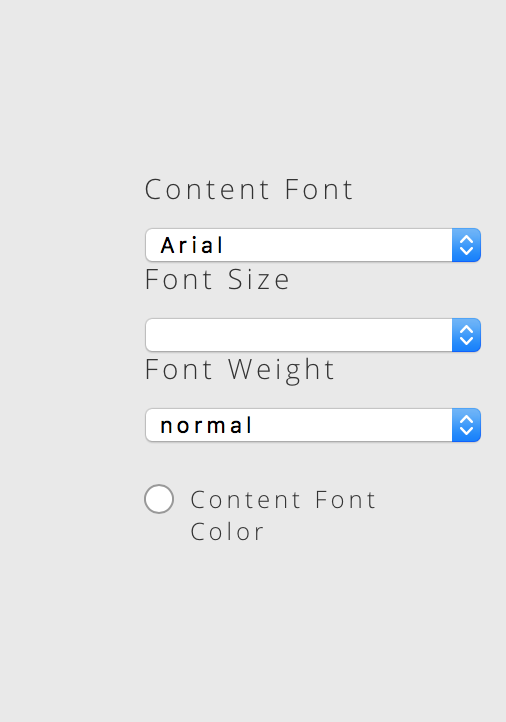 Content Font
Arial
Font Size
Font Weight
normal
Content Font
Color